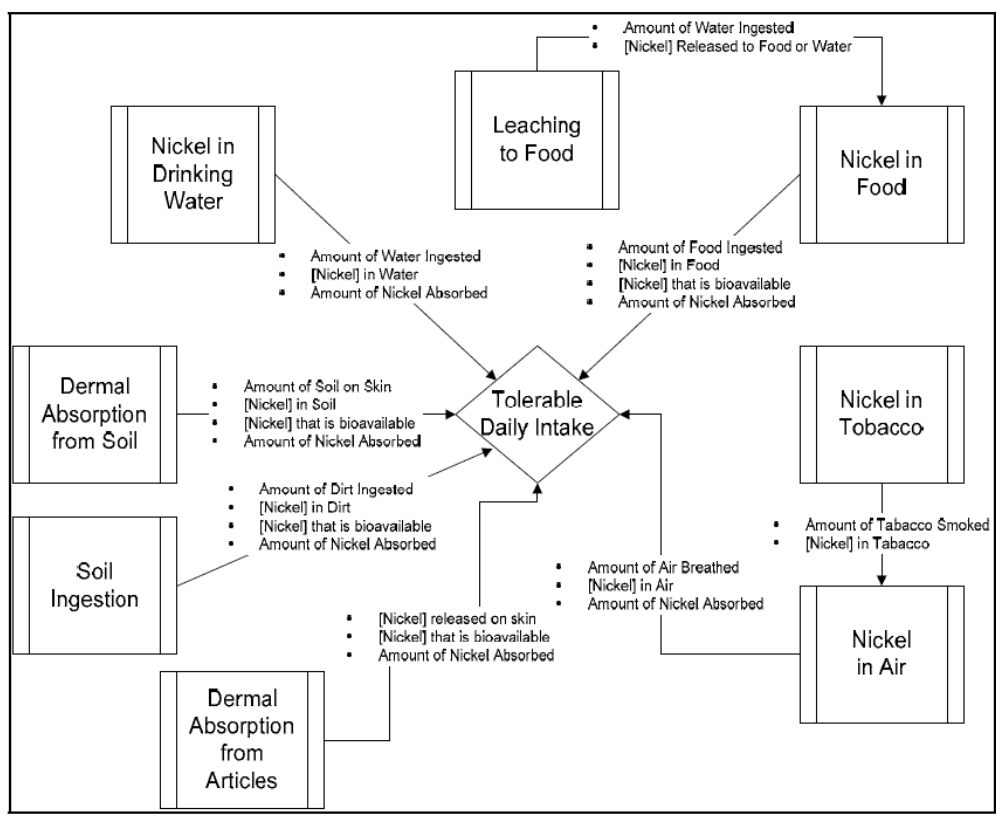 • Amount of Water Ingested
• [Nickel] Released to Food or Water
Leaching
to Food
Nickel in
Drinking
Water
Nickel in
Food
• Amount of Water Ingested
• [Nickel] in Water
• Amount of Nickel Absorbed
• Amount of Food Ingested
• [Nickel] in Food
• [Nickel] that is bioavailable
• Amount of Nickel Absorbed
Dermal
Absorption
from Soil
• Amount of Soil on Skin
• [Nickel] in Soil
• [Nickel] that is bioavailable
• Amount of Nickel Absorbed
Tolerable
Daily Intake
Nickel in
Tobacco
• Amount of Dirt Ingested
• [Nickel] in Dirt
• [Nickel] that is bioavailable
• Amount of Nickel Absorbed
Soil
Ingestion
• Amount of Tobacco Smoked
• [Nickel] in Tobacco
• Amount of Air Breathed
• [Nickel] in Air
• Amount of Nickel Absorbed
• [Nickel] released on skin
• [Nickel] that is bioavailable
• Amount of Nickel Absorbed
Nickel
in Air
Dermal
Absorption
from
Articles